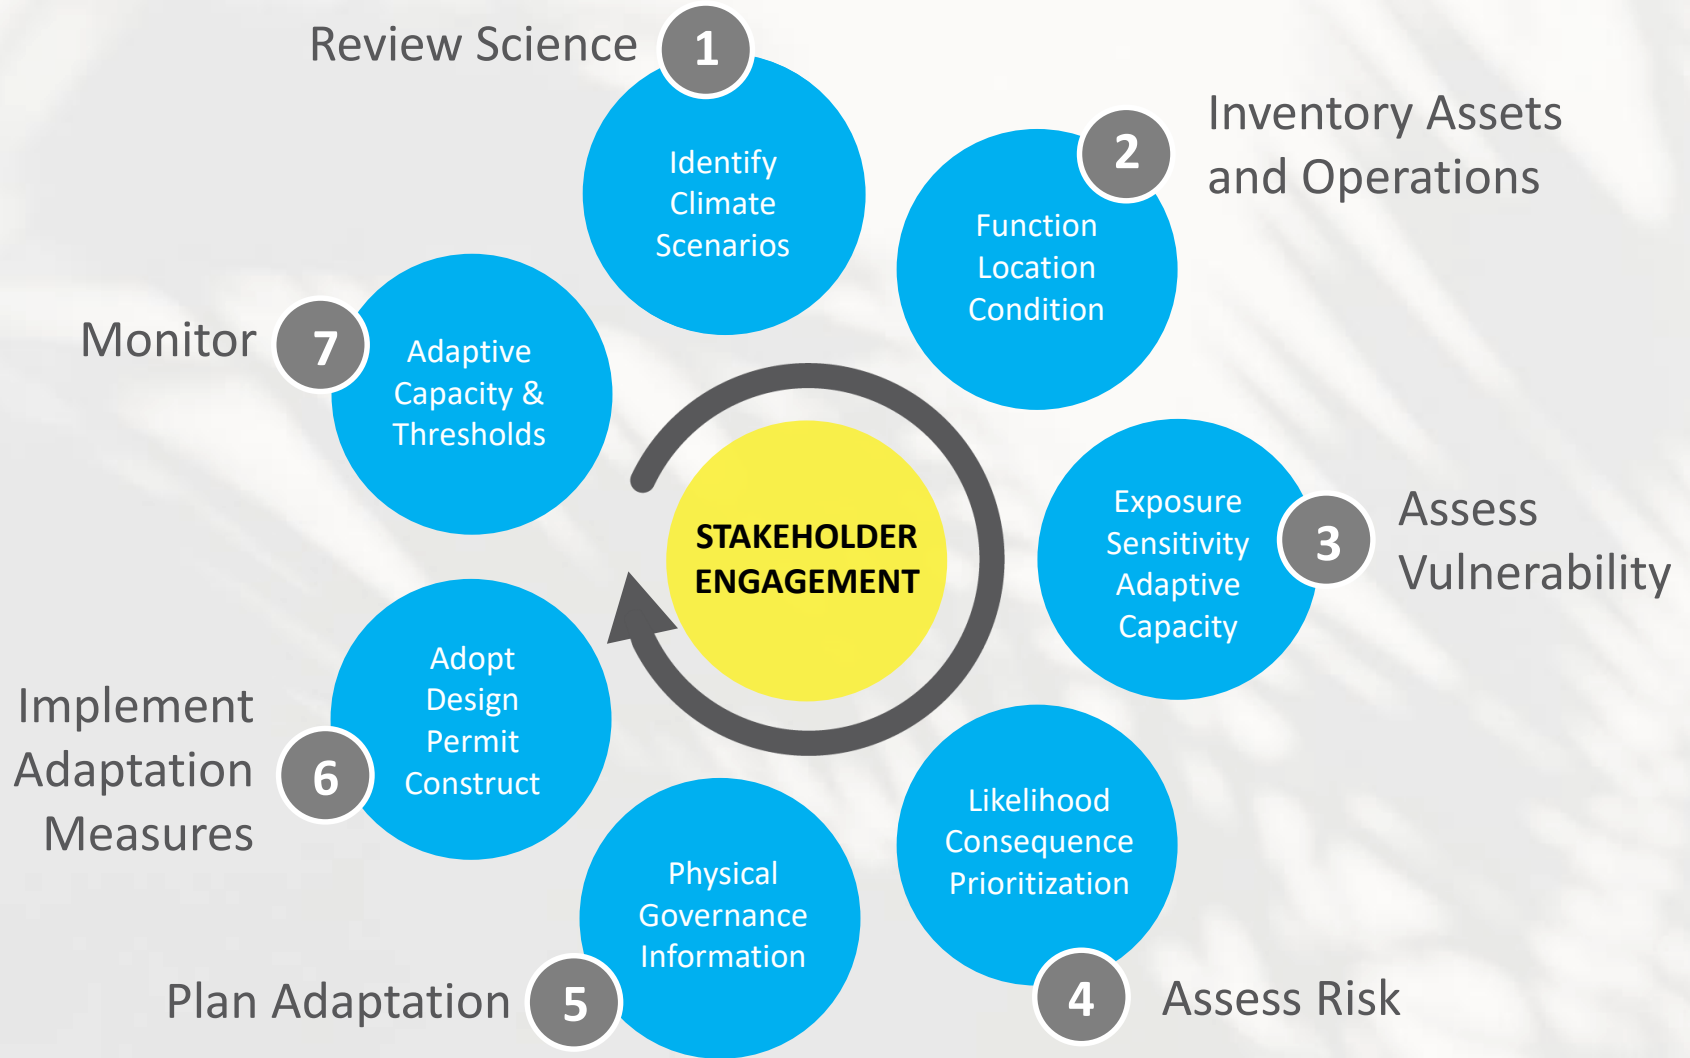 Review Science
1
Identify
Climate
Scenarios
Inventory Assets
and Operations
2
Function
Location
Condition
Assess
Vulnerability
3
Exposure
Sensitivity
Adaptive
Capacity
Assess Risk
4
Likelihood
Consequence
Prioritization
Plan Adaptation
5
Physical
Governance
Information
Implement
Adaptation
Measures
6
Adopt
Design
Permit
Construct
Monitor
7
Adaptive
Capacity &
Thresholds
STAKEHOLDER
ENGAGEMENT